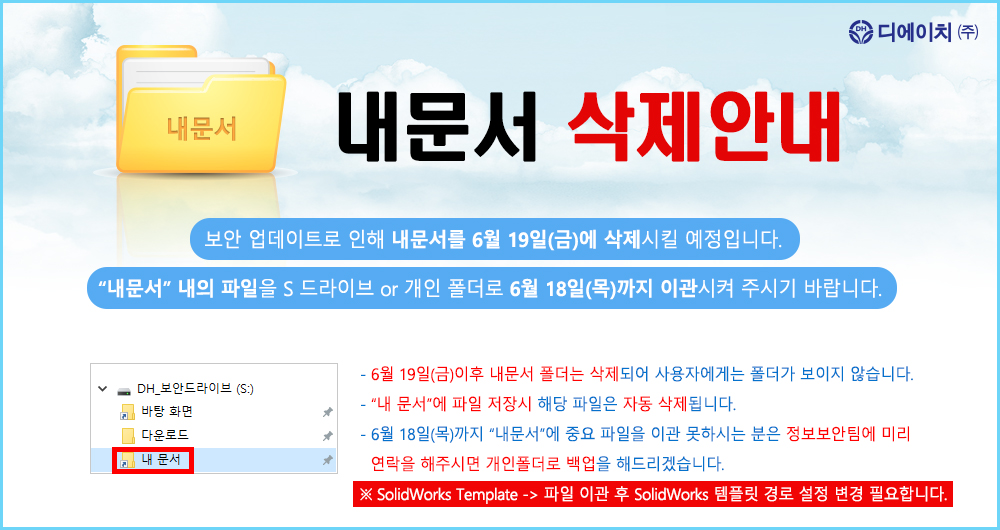 DH 디에이치 (주)
내문서
내문서 삭제안내
보안 업데이트로 인해 내문서를 6월 19일(금)에 삭제시킬 예정입니다.
“내문서” 내의 파일을 S 드라이브 or 개인 폴더로 6월 18일(목)까지 이관시켜 주시기 바랍니다.
DH_보안드라이브 (S:)
바탕 화면
다운로드
내 문서
- 6월 19일(금)이후 내문서 폴더는 삭제되어 사용자에게는 폴더가 보이지 않습니다.
- “내 문서”에 파일 저장시 해당 파일은 자동 삭제됩니다.
- 6월 18일(목)까지 “내문서”에 중요 파일을 이관 못하시는 분은 정보보안팀에 미리
연락을 해주시면 개인폴더로 백업을 해드리겠습니다.
※ SolidWorks Template -> 파일 이관 후 SolidWorks 템플릿 경로 설정 변경 필요합니다.